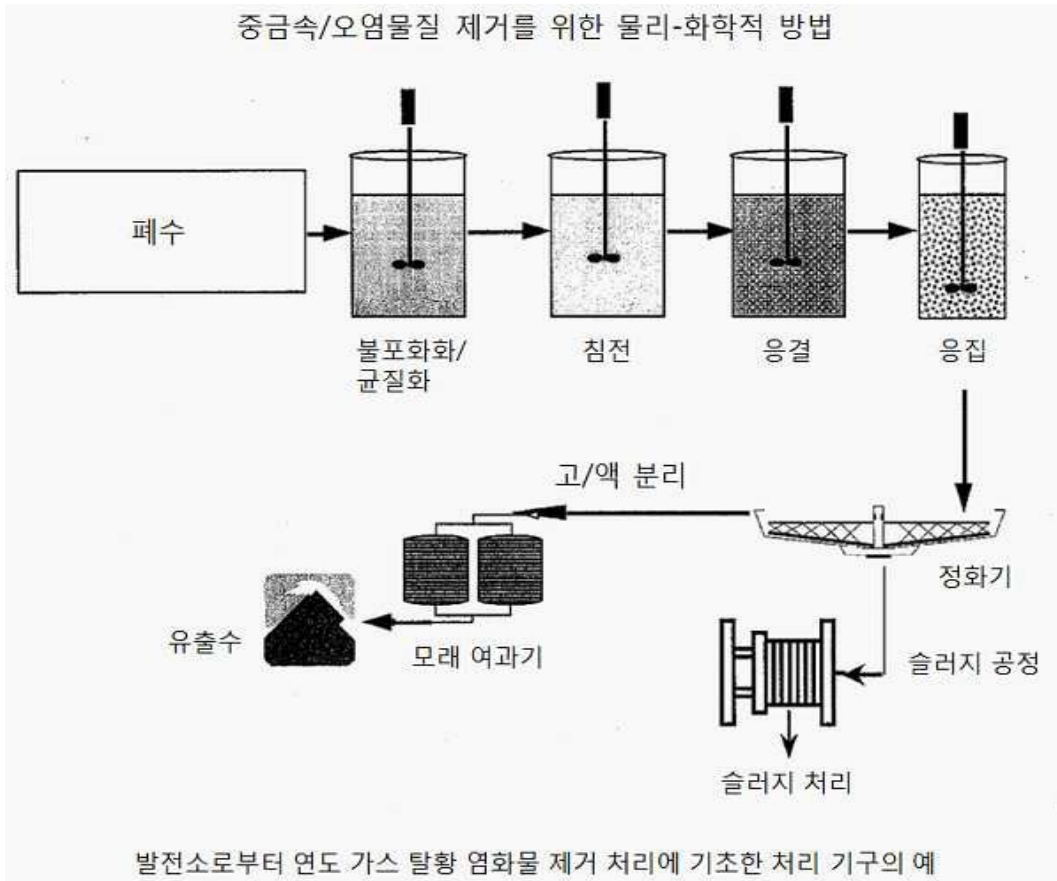 중금속/오염물질 제거를 위한 물리-화학적 방법
폐수
불포화화/
균질화
침전
응결
응집
고/액 분리
정화기
유출수
모래 여과기
슬러지 공정
슬러지 처리
발전소로부터 연도 가스 탈황 염화물 제거 처리에 기초한 처리 기구의 예